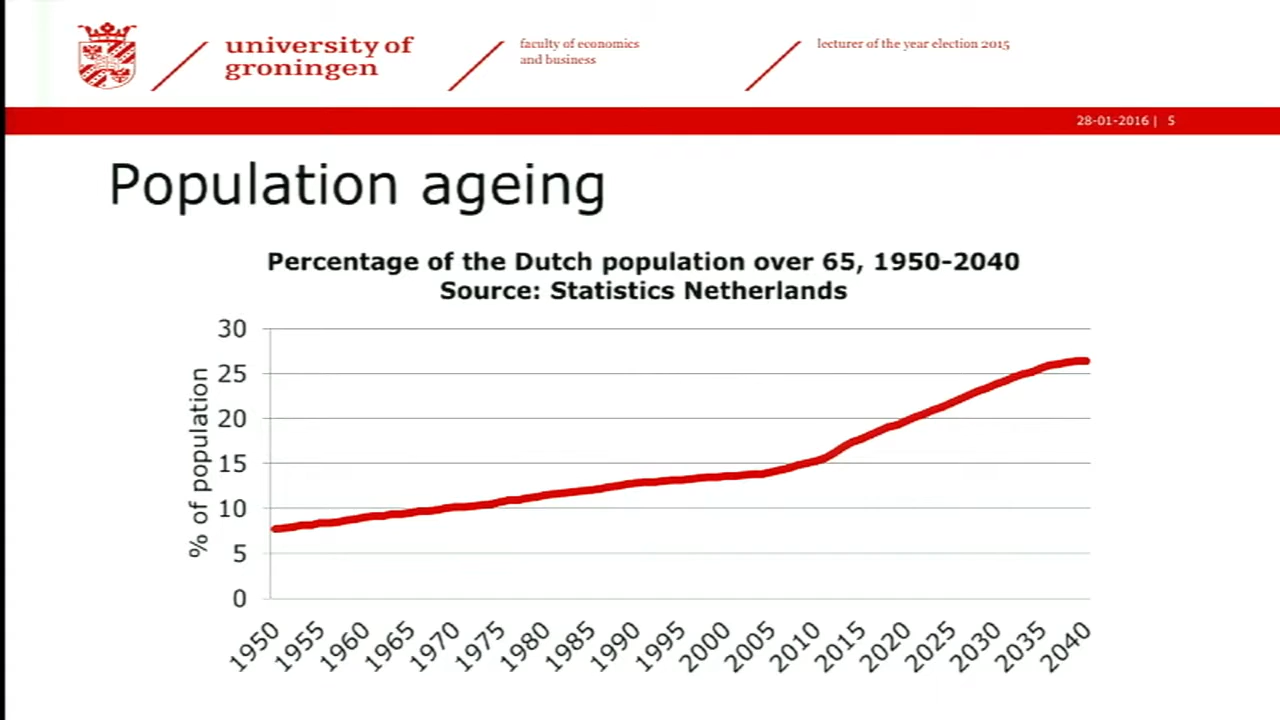 university of
groningen
faculty of economics
and business
lecturer of the year election 2015
28-01-2016 | 5
Population ageing
Percentage of the Dutch population over 65, 1950-2040
Source: Statistics Netherlands
% of population
30
25
20
15
10
5
0
1950
1955
1960
1965
1970
1975
1980
1985
1990
1995
2000
2005
2010
2015
2020
2025
2030
2035
2040